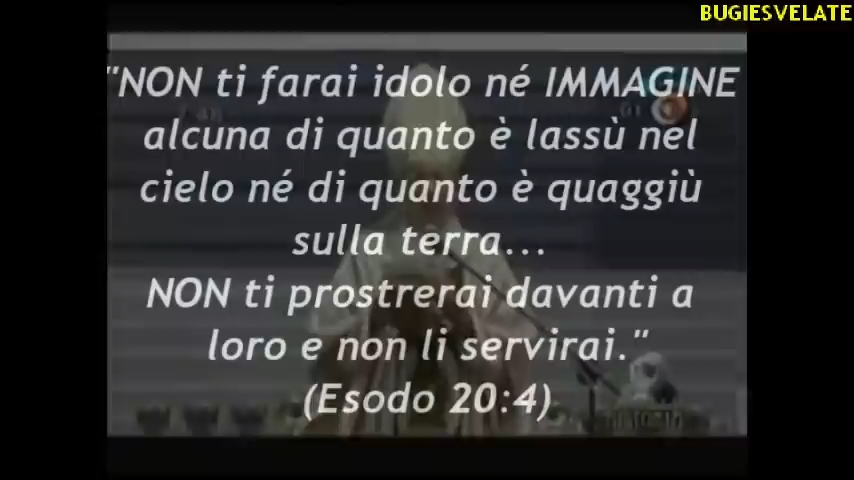 BUGIESVELATE
"NON ti farai idolo né IMMAGINE
alcuna di quanto è lassù nel
cielo né di quanto è quaggiù
sulla terra...
NON ti prostrerai davanti a
loro e non li servirai."
(Esodo 20:4)